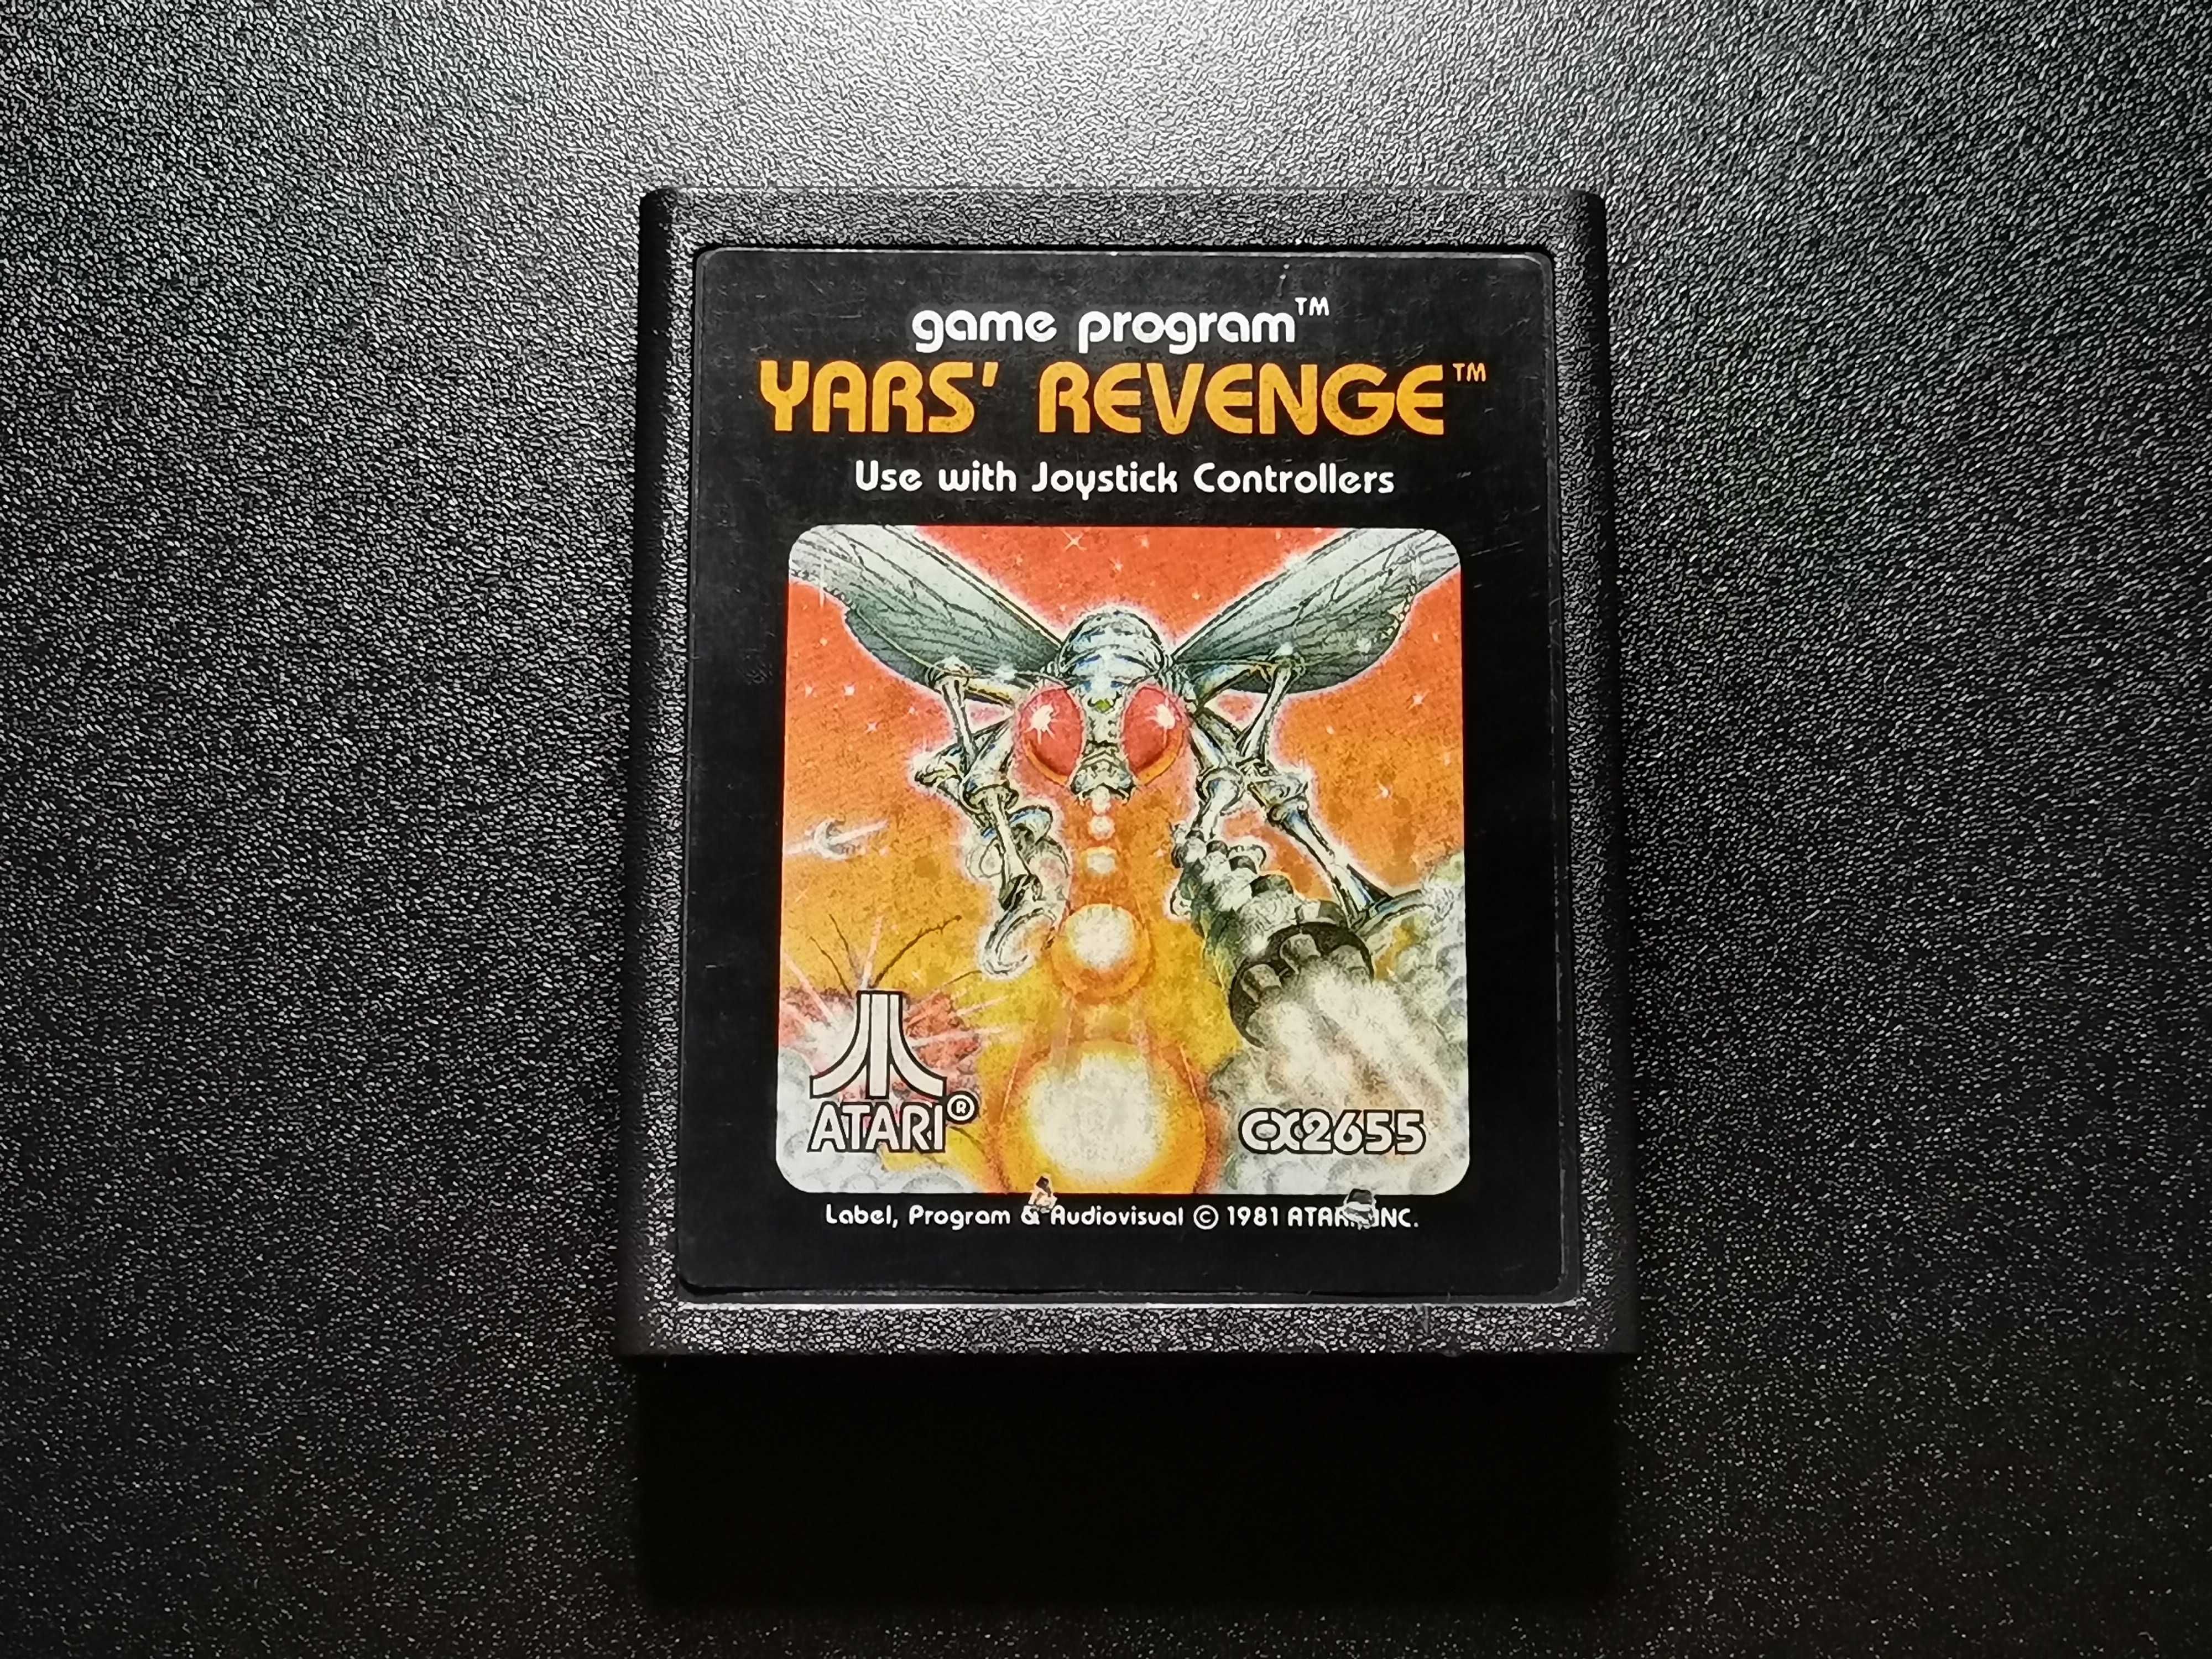 game program™
YARS' REVENGE™
Use with Joystick Controllers
ATARI®
CX2655
Label, Program & Audiovisual © 1981 ATARI, INC.